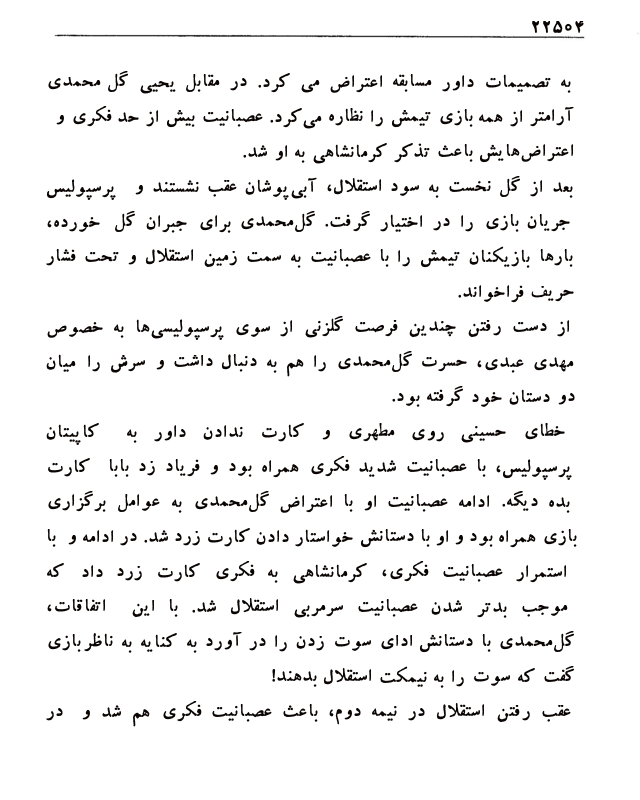 ۲۲۵۰۴
به تصمیمات داور مسابقه اعتراض می کرد. در مقابل یحیی گل محمدی
آرامتر از همه بازی تیمش را نظاره می‌کرد. عصبانیت بیش از حد فکری و
اعتراض‌هایش باعث تذکر کرمانشاهی به او شد.
بعد از گل نخست به سود استقلال، آبی‌پوشان عقب نشستند و پرسپولیس
جریان بازی را در اختیار گرفت. گل‌محمدی برای جبران گل خورده،
بارها بازیکنان تیمش را با عصبانیت به سمت زمین استقلال و تحت فشار
حریف فراخواند.
از دست رفتن چندین فرصت گلزنی از سوی پرسپولیسی‌ها به خصوص
مهدی عبدی، حسرت گل‌محمدی را هم به دنبال داشت و سرش را میان
دو دستان خود گرفته بود.
خطای حسینی روی مطهری و کارت ندادن داور به کاپیتان
پرسپولیس، با عصبانیت شدید فکری همراه بود و فریاد زد بابا کارت
بده دیگه. ادامه عصبانیت او با اعتراض گل‌محمدی به عوامل برگزاری
بازی همراه بود و او با دستانش خواستار دادن کارت زرد شد. در ادامه و با
استمرار عصبانیت فکری، کرمانشاهی به فکری کارت زرد داد که
موجب بدتر شدن عصبانیت سرمربی استقلال شد. با این اتفاقات،
گل‌محمدی با دستانش ادای سوت زدن را در آورد به کنایه به ناظر بازی
گفت که سوت را به نیمکت استقلال بدهند!
عقب رفتن استقلال در نیمه دوم، باعث عصبانیت فکری هم شد و در